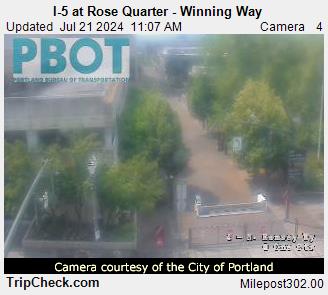 I-5 at Rose Quarter - Winning Way
Updated Jul 21 2024 11:07 AM Camera 4
PBOT
PORTLAND BUREAU OF TRANSPORTATION
Camera courtesy of the City of Portland
TripCheck.com Milepost302.00